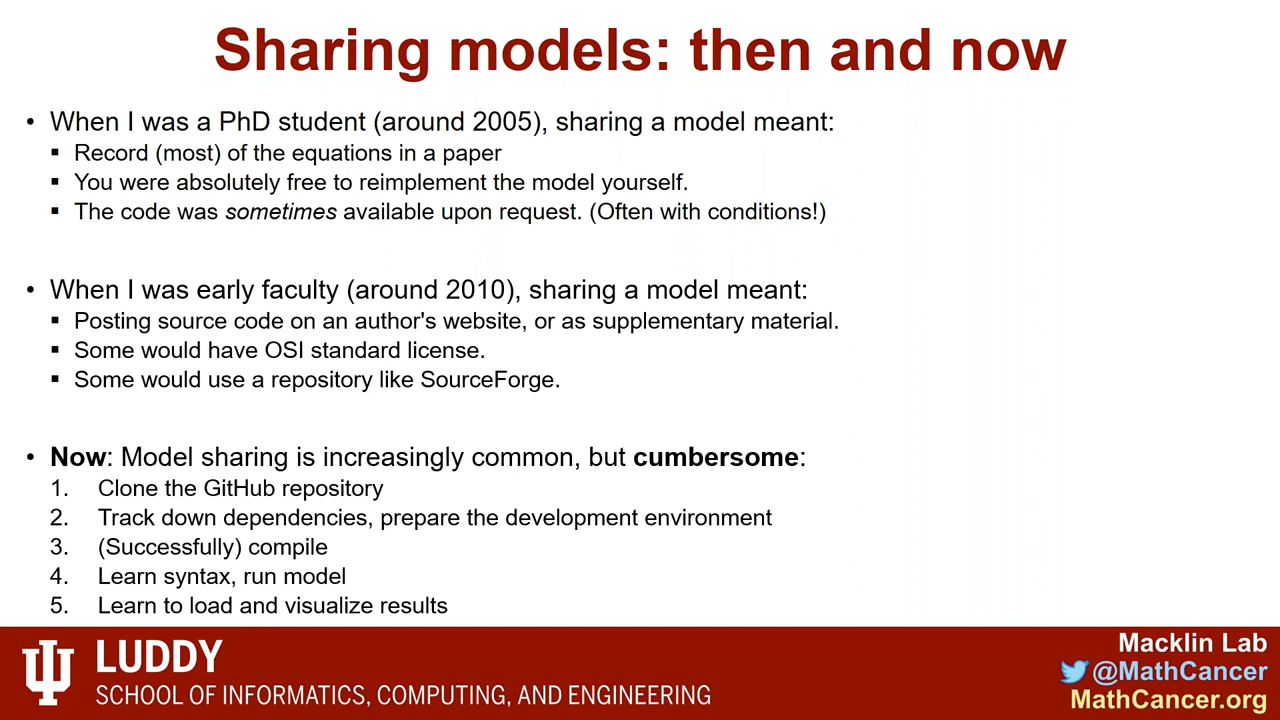 Sharing models: then and now
• When I was a PhD student (around 2005), sharing a model meant:
▪ Record (most) of the equations in a paper
▪ You were absolutely free to reimplement the model yourself.
▪ The code was sometimes available upon request. (Often with conditions!)
• When I was early faculty (around 2010), sharing a model meant:
▪ Posting source code on an author's website, or as supplementary material.
▪ Some would have OSI standard license.
▪ Some would use a repository like SourceForge.
• Now: Model sharing is increasingly common, but cumbersome:
1. Clone the GitHub repository
2. Track down dependencies, prepare the development environment
3. (Successfully) compile
4. Learn syntax, run model
5. Learn to load and visualize results
LUDDY
SCHOOL OF INFORMATICS, COMPUTING, AND ENGINEERING
Macklin Lab
@MathCancer
MathCancer.org